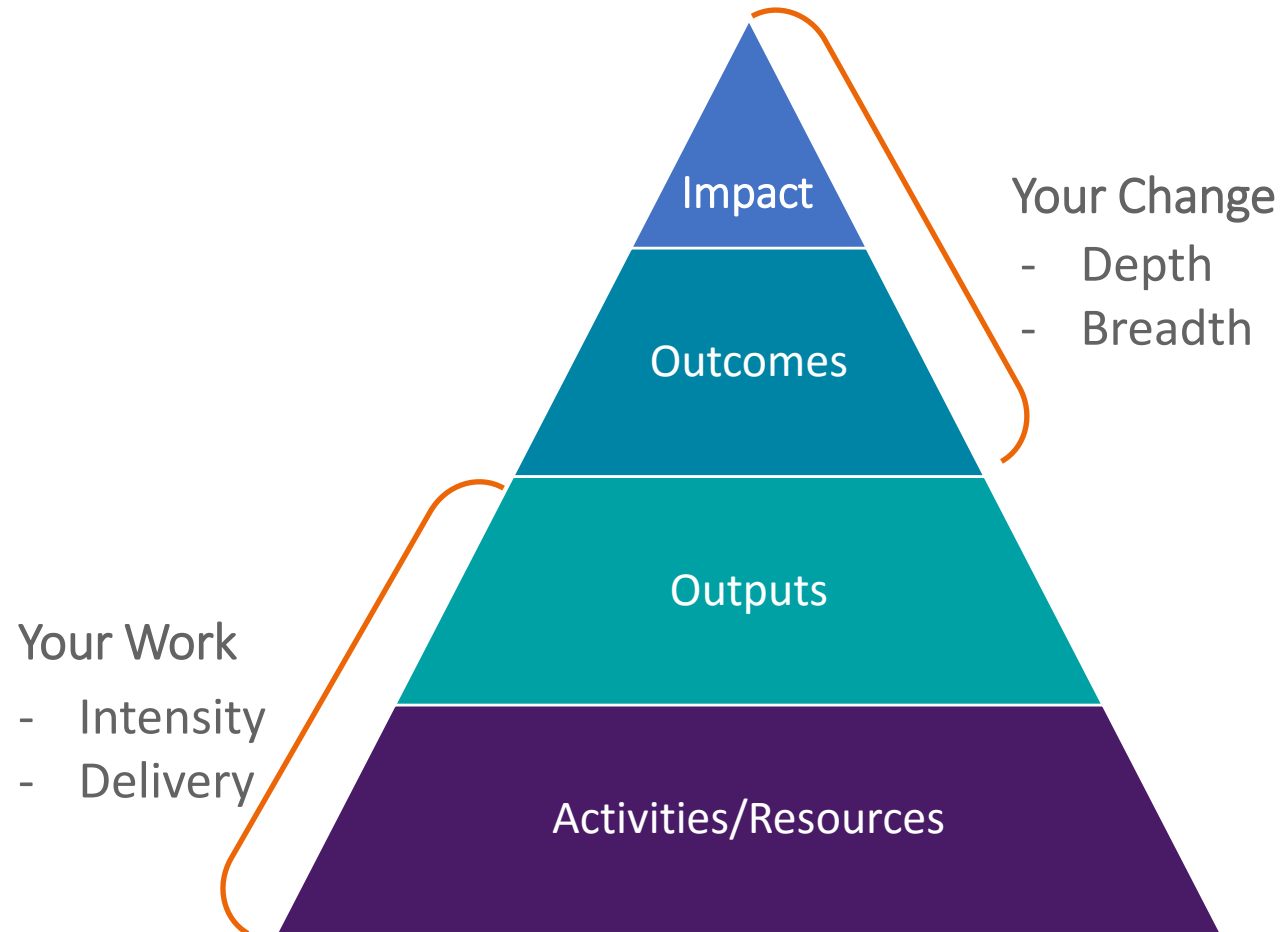 Impact
Your Change
- Depth
- Breadth
Outcomes
Outputs
Your Work
- Intensity
- Delivery
Activities/Resources